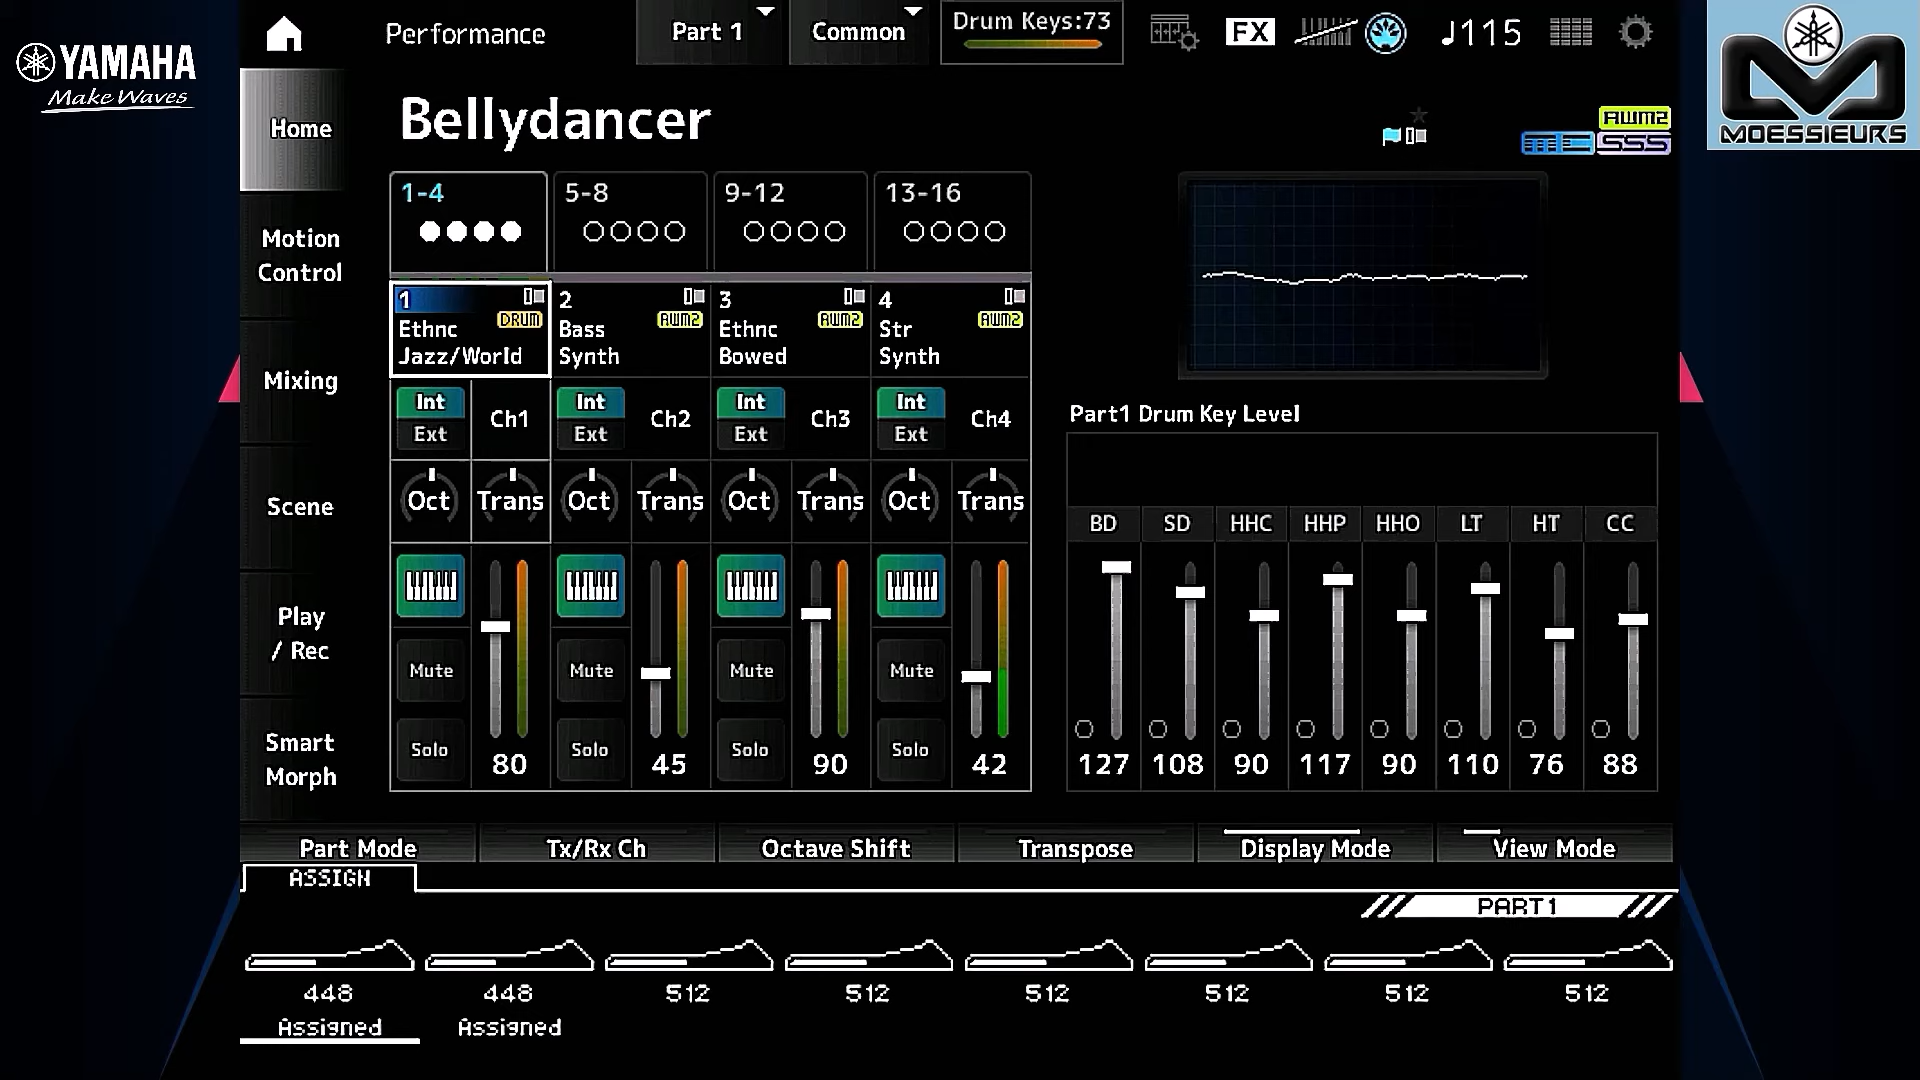 YAMAHA
Make Waves
Performance
Part 1
Common
Drum Keys:73
FX
♩115
MOESSIEURS
Home
Bellydancer
AWM2
MC
SSS
1-4
5-8
9-12
13-16
Motion
Control
1
DRUM
Ethnc
Jazz/World
2
AWM2
Bass
Synth
3
AWM2
Ethnc
Bowed
4
AWM2
Str
Synth
Mixing
Int
Ext
Ch1
Int
Ext
Ch2
Int
Ext
Ch3
Int
Ext
Ch4
Part1 Drum Key Level
Scene
Oct
Trans
Oct
Trans
Oct
Trans
Oct
Trans
BD
SD
HHC
HHP
HHO
LT
HT
CC
Play
/ Rec
Mute
Mute
Mute
Mute
Smart
Morph
Solo
80
Solo
45
Solo
90
Solo
42
127
108
90
117
90
110
76
88
Part Mode
Tx/Rx Ch
Octave Shift
Transpose
Display Mode
View Mode
ASSIGN
PART1
448
448
512
512
512
512
512
512
Assigned
Assigned